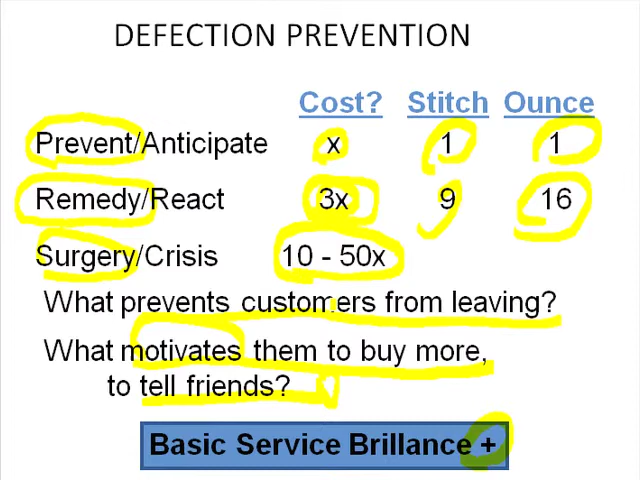 DEFECTION PREVENTION
Cost? Stitch Ounce
Prevent/Anticipate x 1 1
Remedy/React 3x 9 16
Surgery/Crisis 10 - 50x
What prevents customers from leaving?
What motivates them to buy more,
to tell friends?
Basic Service Brillance +